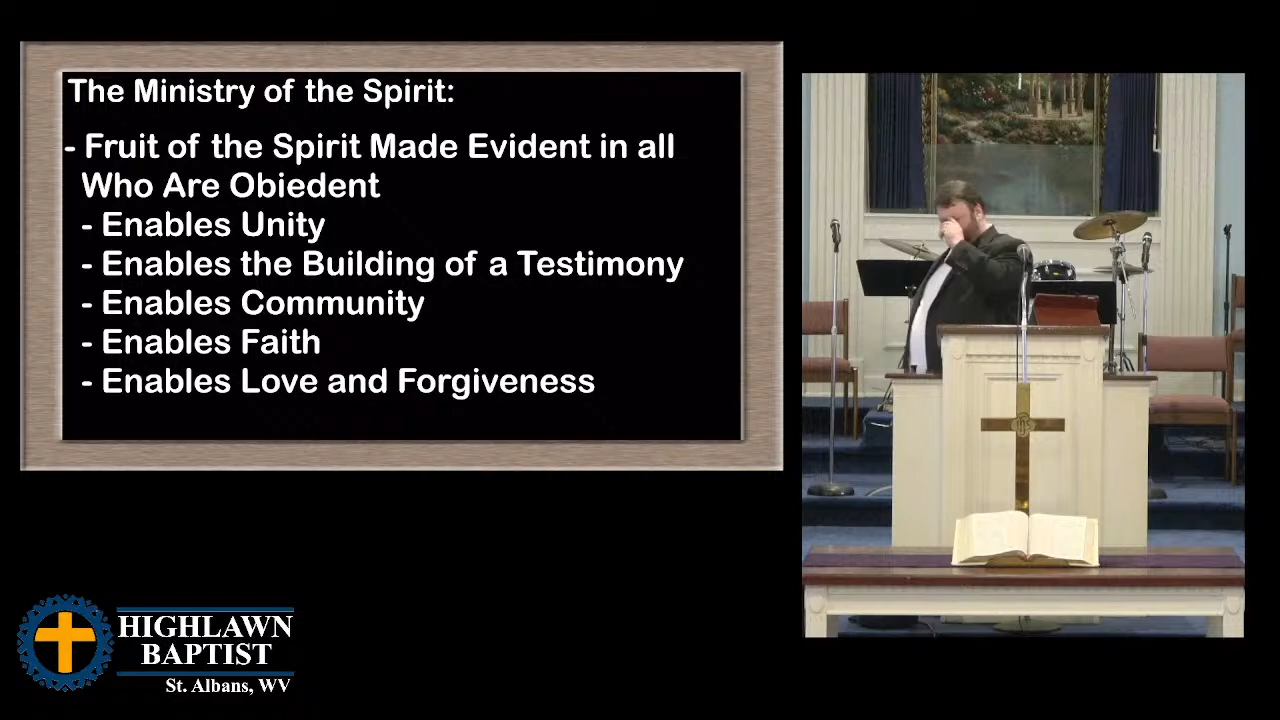 The Ministry of the Spirit:
- Fruit of the Spirit Made Evident in all
Who Are Obiedent
- Enables Unity
- Enables the Building of a Testimony
- Enables Community
- Enables Faith
- Enables Love and Forgiveness
HIGHLAWN
BAPTIST
St. Albans, WV